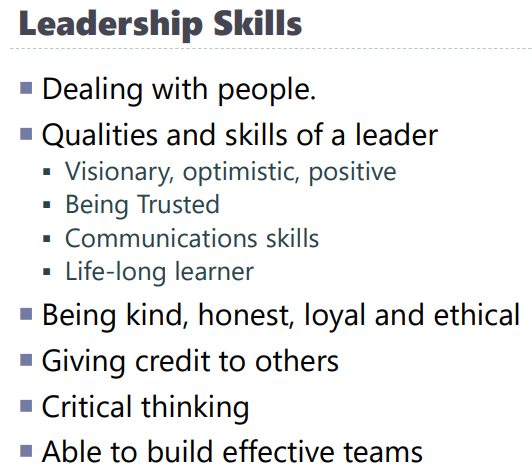 Leadership Skills
Dealing with people.
Qualities and skills of a leader
Visionary, optimistic, positive
Being Trusted
Communications skills
Life-long learner
Being kind, honest, loyal and ethical
Giving credit to others
Critical thinking
Able to build effective teams